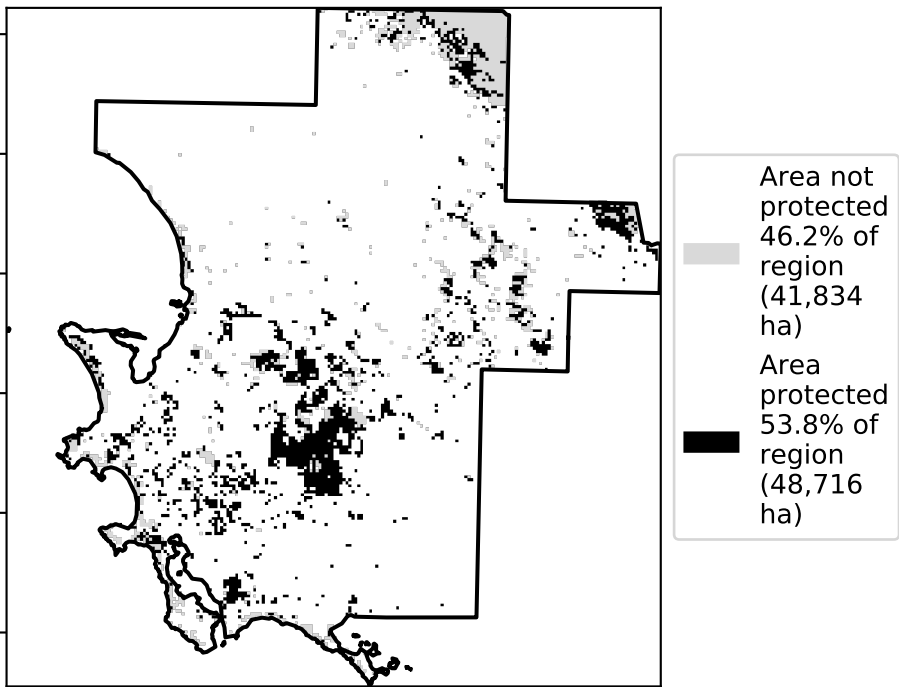 Area not
protected
46.2% of
region
(41,834
ha)
Area
protected
53.8% of
region
(48,716
ha)